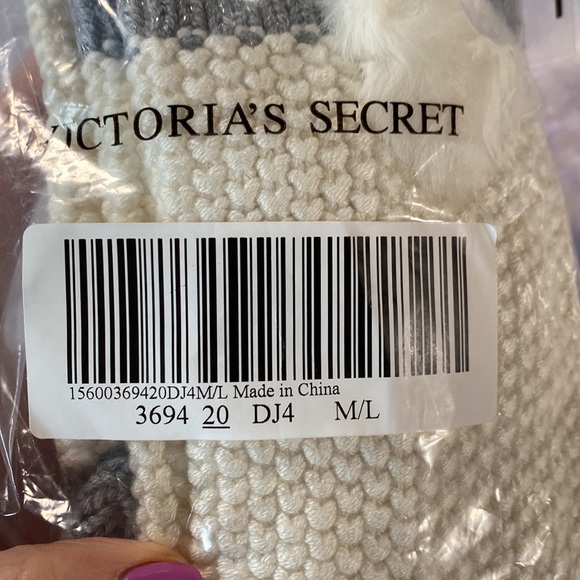 VICTORIA'S SECRET
15600369420DJ4M/L Made in China
3694 20 DJ4 M/L